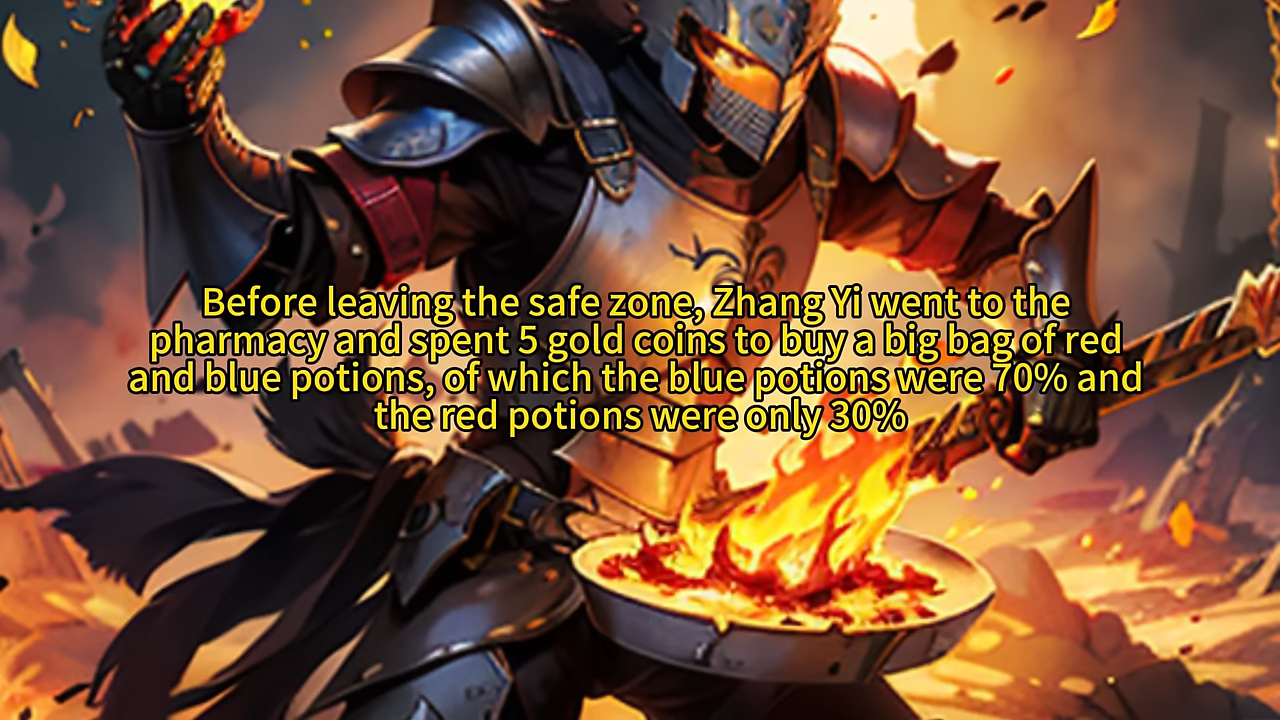 Before leaving the safe zone, Zhang Yi went to the
pharmacy and spent 5 gold coins to buy a big bag of red
and blue potions, of which the blue potions were 70% and
the red potions were only 30%